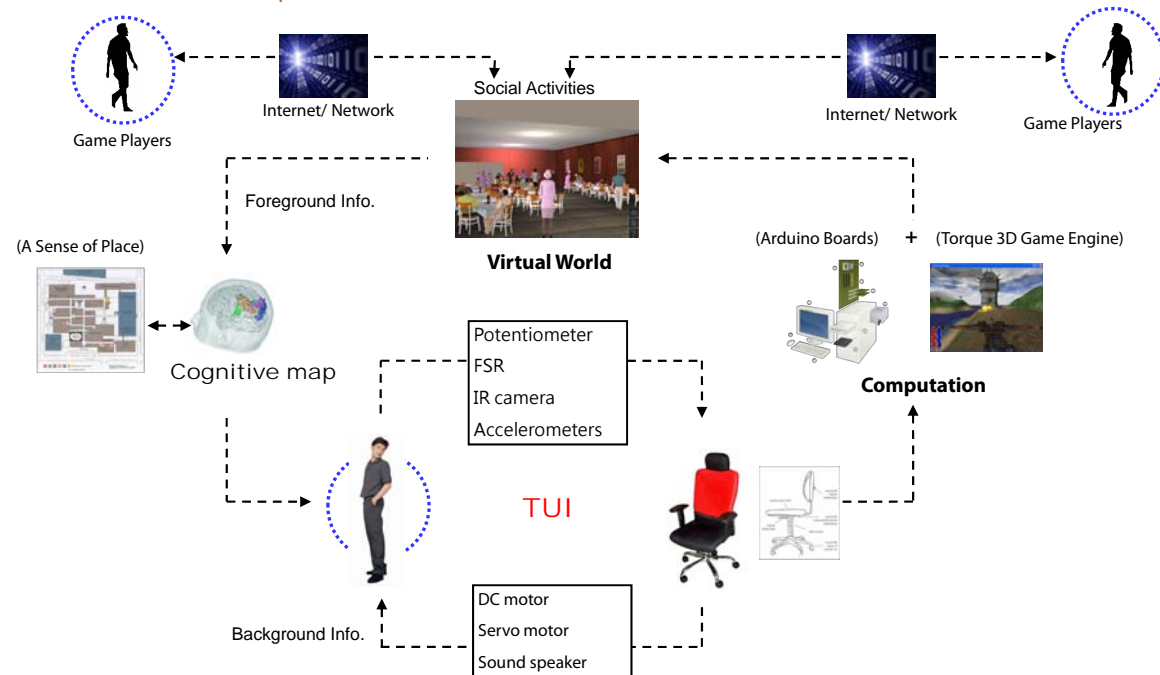 Social Activities
Internet/ Network
Internet/ Network
Game Players
Game Players
Foreground Info.
(A Sense of Place)
(Arduino Boards) + (Torque 3D Game Engine)
Virtual World
Potentiometer
FSR
IR camera
Accelerometers
Cognitive map
Computation
TUI
DC motor
Servo motor
Sound speaker
Background Info.